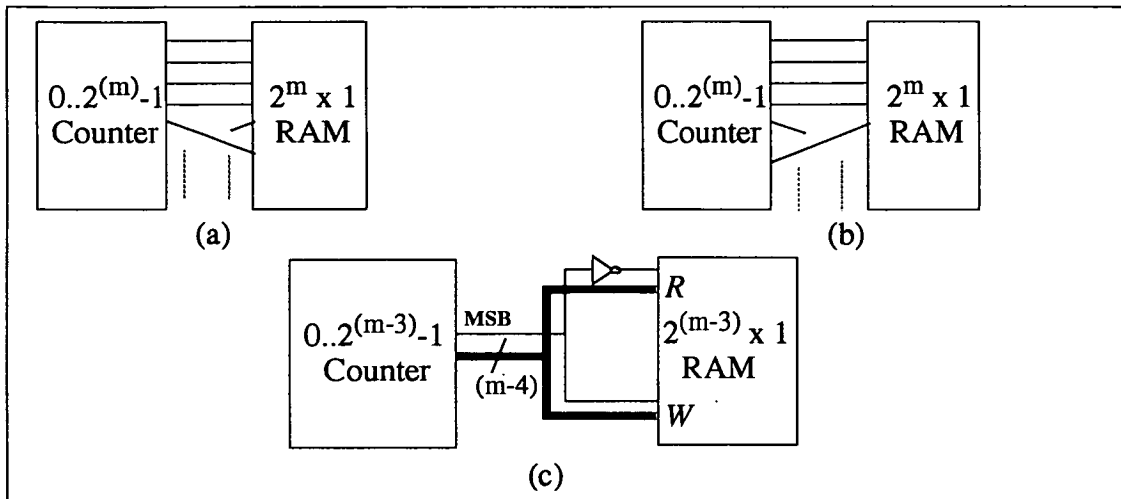 0..2^(m)-1
Counter
2^m x 1
RAM
(a)
0..2^(m)-1
Counter
2^m x 1
RAM
(b)
0..2^(m-3)-1
Counter
MSB
(m-4)
R
2^(m-3) x 1
RAM
W
(c)